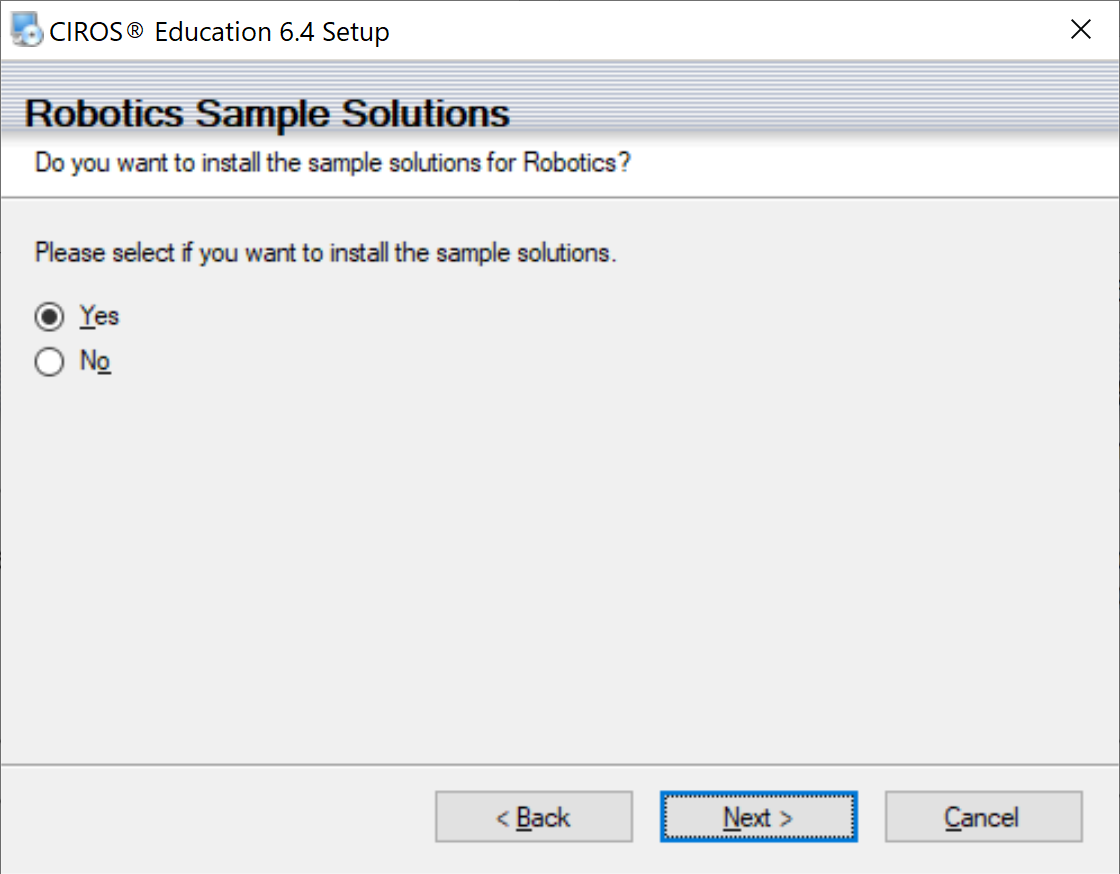 CIROS® Education 6.4 Setup
Robotics Sample Solutions
Do you want to install the sample solutions for Robotics?
Please select if you want to install the sample solutions.
Yes
No
< Back
Next >
Cancel